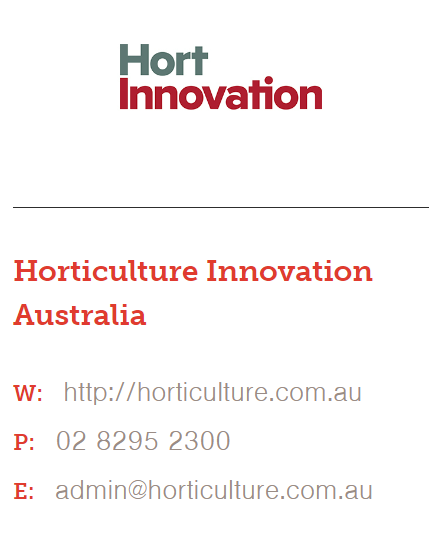 Hort
Innovation
Horticulture Innovation
Australia
W: http://horticulture.com.au
P: 02 8295 2300
E: admin@horticulture.com.au